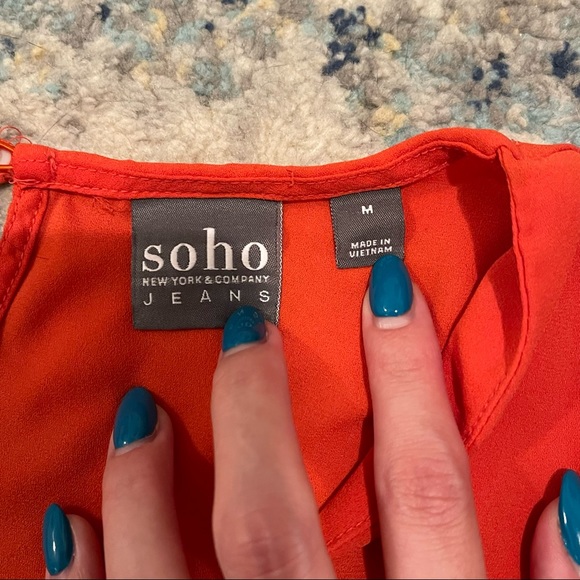 soho
NEW YORK & COMPANY
JEANS
M
MADE IN
VIETNAM